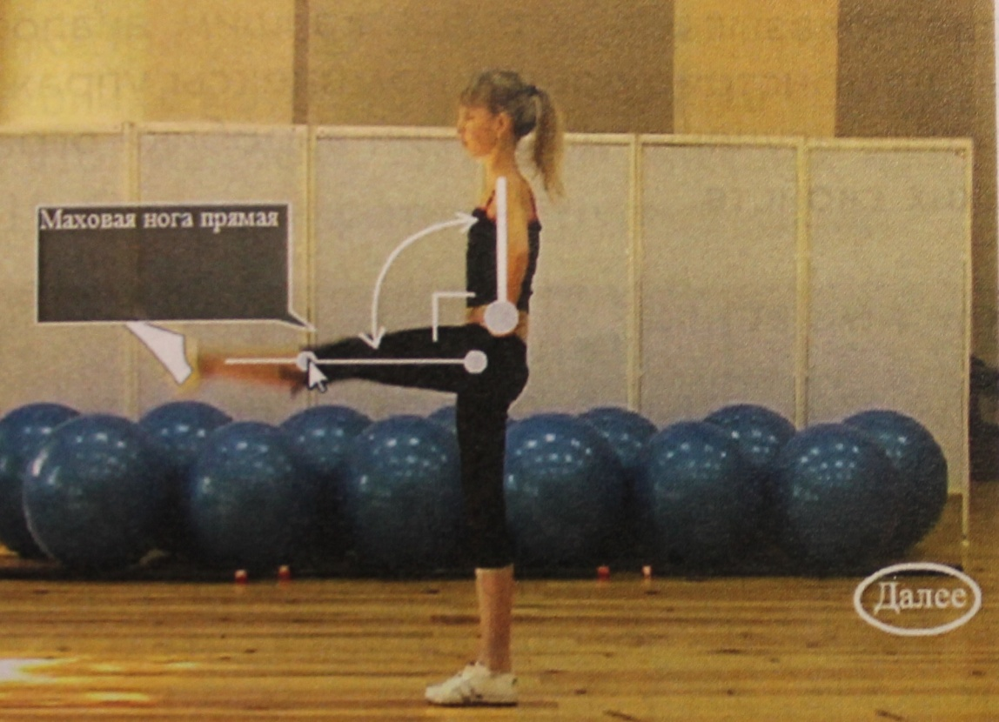 Маховая нога прямая
Далее